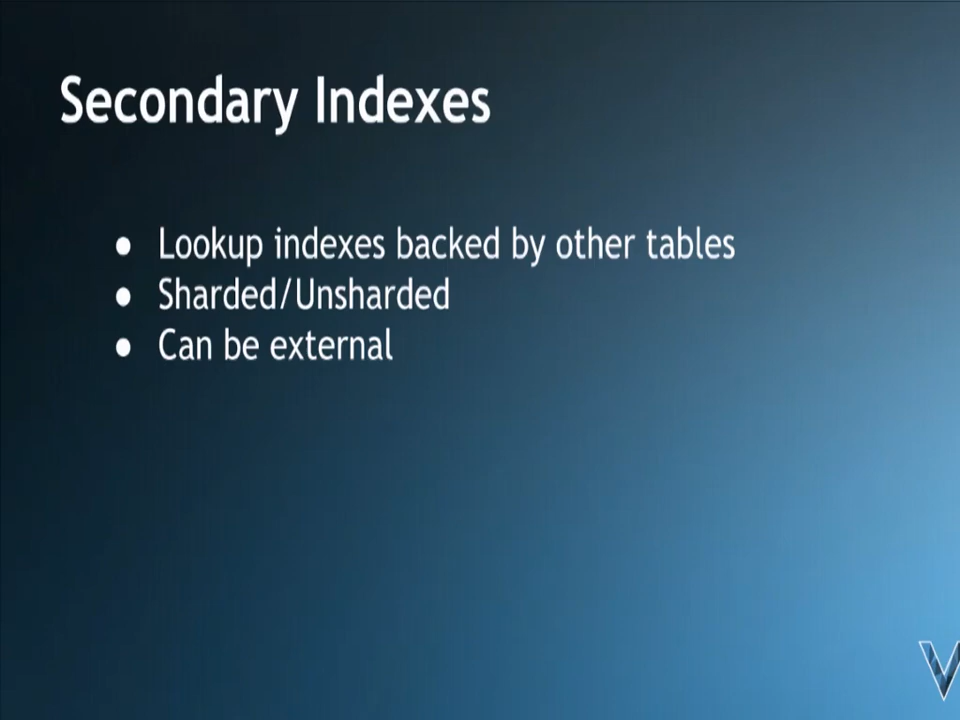 Secondary Indexes
● Lookup indexes backed by other tables
● Sharded/Unsharded
● Can be external
V